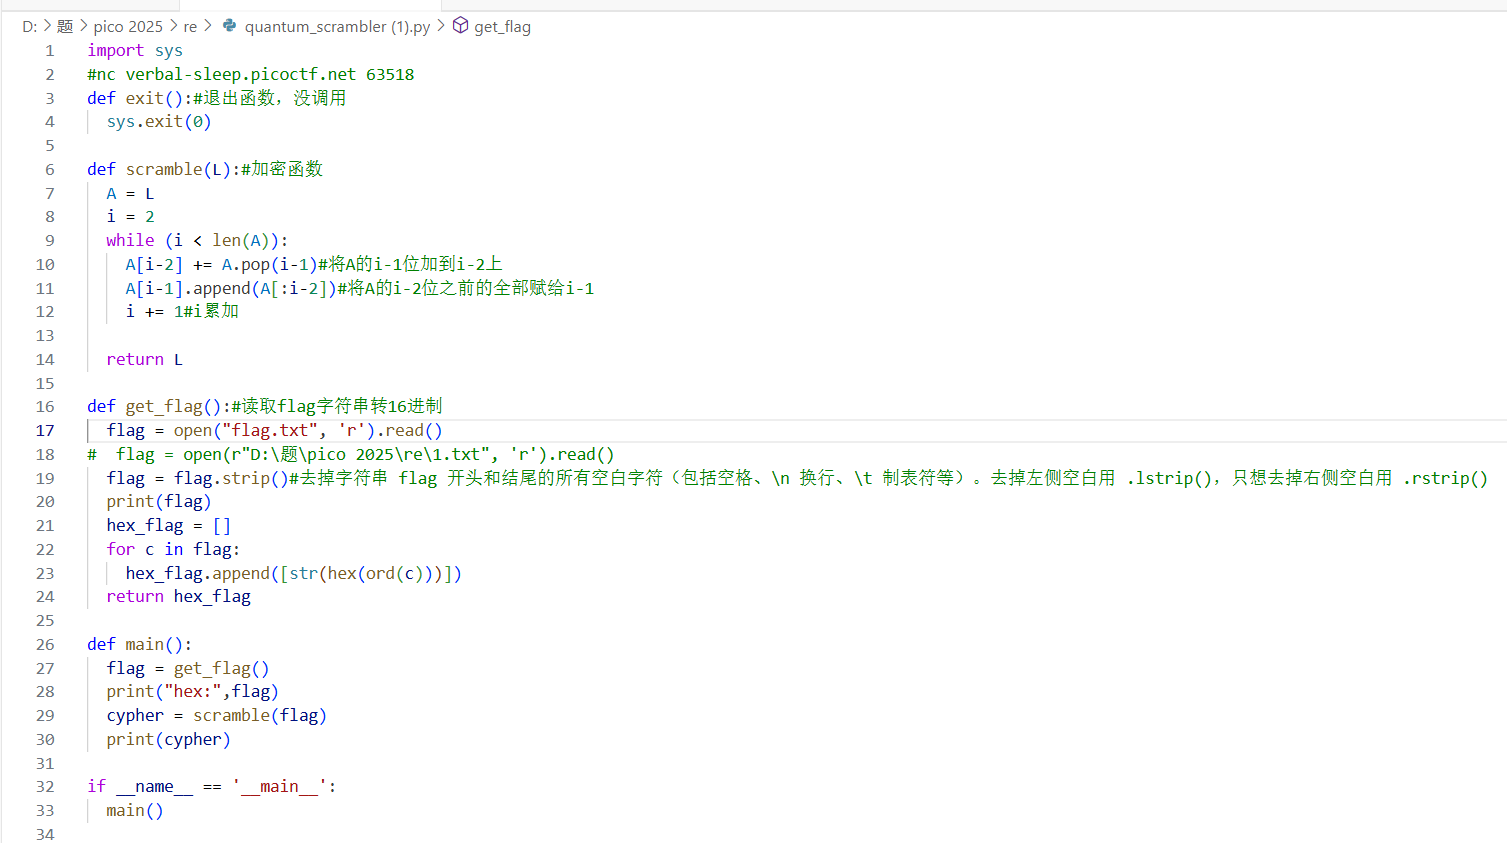 D: > 题 > pico 2025 > re > quantum_scrambler (1).py > get_flag
1 import sys
2 #nc verbal-sleep.picoctf.net 63518
3 def exit():#退出函数，没调用
4   sys.exit(0)
5
6 def scramble(L):#加密函数
7   A = L
8   i = 2
9   while (i < len(A)):
10     A[i-2] += A.pop(i-1)#将A的i-1位加到i-2上
11     A[i-1].append(A[:i-2])#将A的i-2位之前的全部赋给i-1
12     i += 1#i累加
13
14   return L
15
16 def get_flag():#读取flag字符串转16进制
17   flag = open("flag.txt", 'r').read()
18 #  flag = open(r"D:\题\pico 2025\re\1.txt", 'r').read()
19   flag = flag.strip()#去掉字符串 flag 开头和结尾的所有空白字符（包括空格、\n 换行、\t 制表符等）。去掉左侧空白用 .lstrip()，只想去掉右侧空白用 .rstrip()
20   print(flag)
21   hex_flag = []
22   for c in flag:
23     hex_flag.append([str(hex(ord(c)))])
24   return hex_flag
25
26 def main():
27   flag = get_flag()
28   print("hex:",flag)
29   cypher = scramble(flag)
30   print(cypher)
31
32 if __name__ == '__main__':
33   main()
34